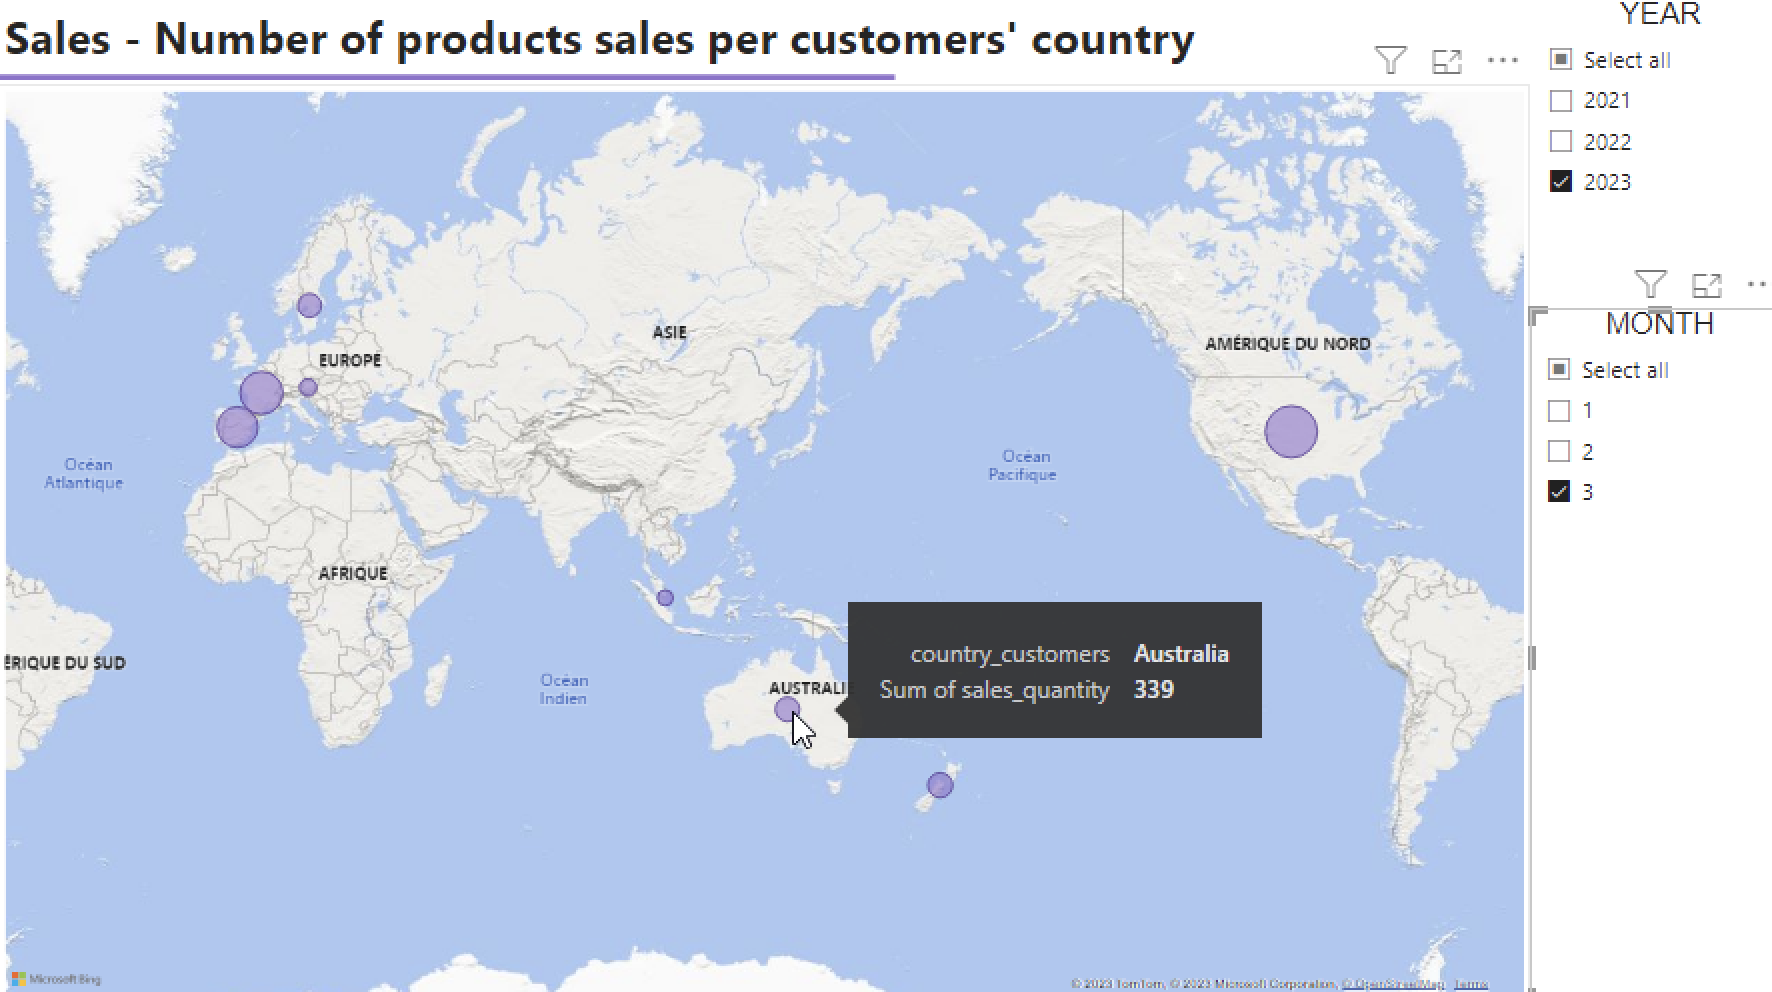 Sales - Number of products sales per customers' country
YEAR
Select all
2021
2022
2023
MONTH
Select all
1
2
3
ASIE
EUROPE
AMÉRIQUE DU NORD
Océan
Atlantique
Océan
Pacifique
AFRIQUE
ÉRIQUE DU SUD
Océan
Indien
AUSTRALI
country_customers Australia
Sum of sales_quantity 339
Microsoft Bing
© 2023 TomTom, © 2023 Microsoft Corporation, © OpenStreetMap Terms